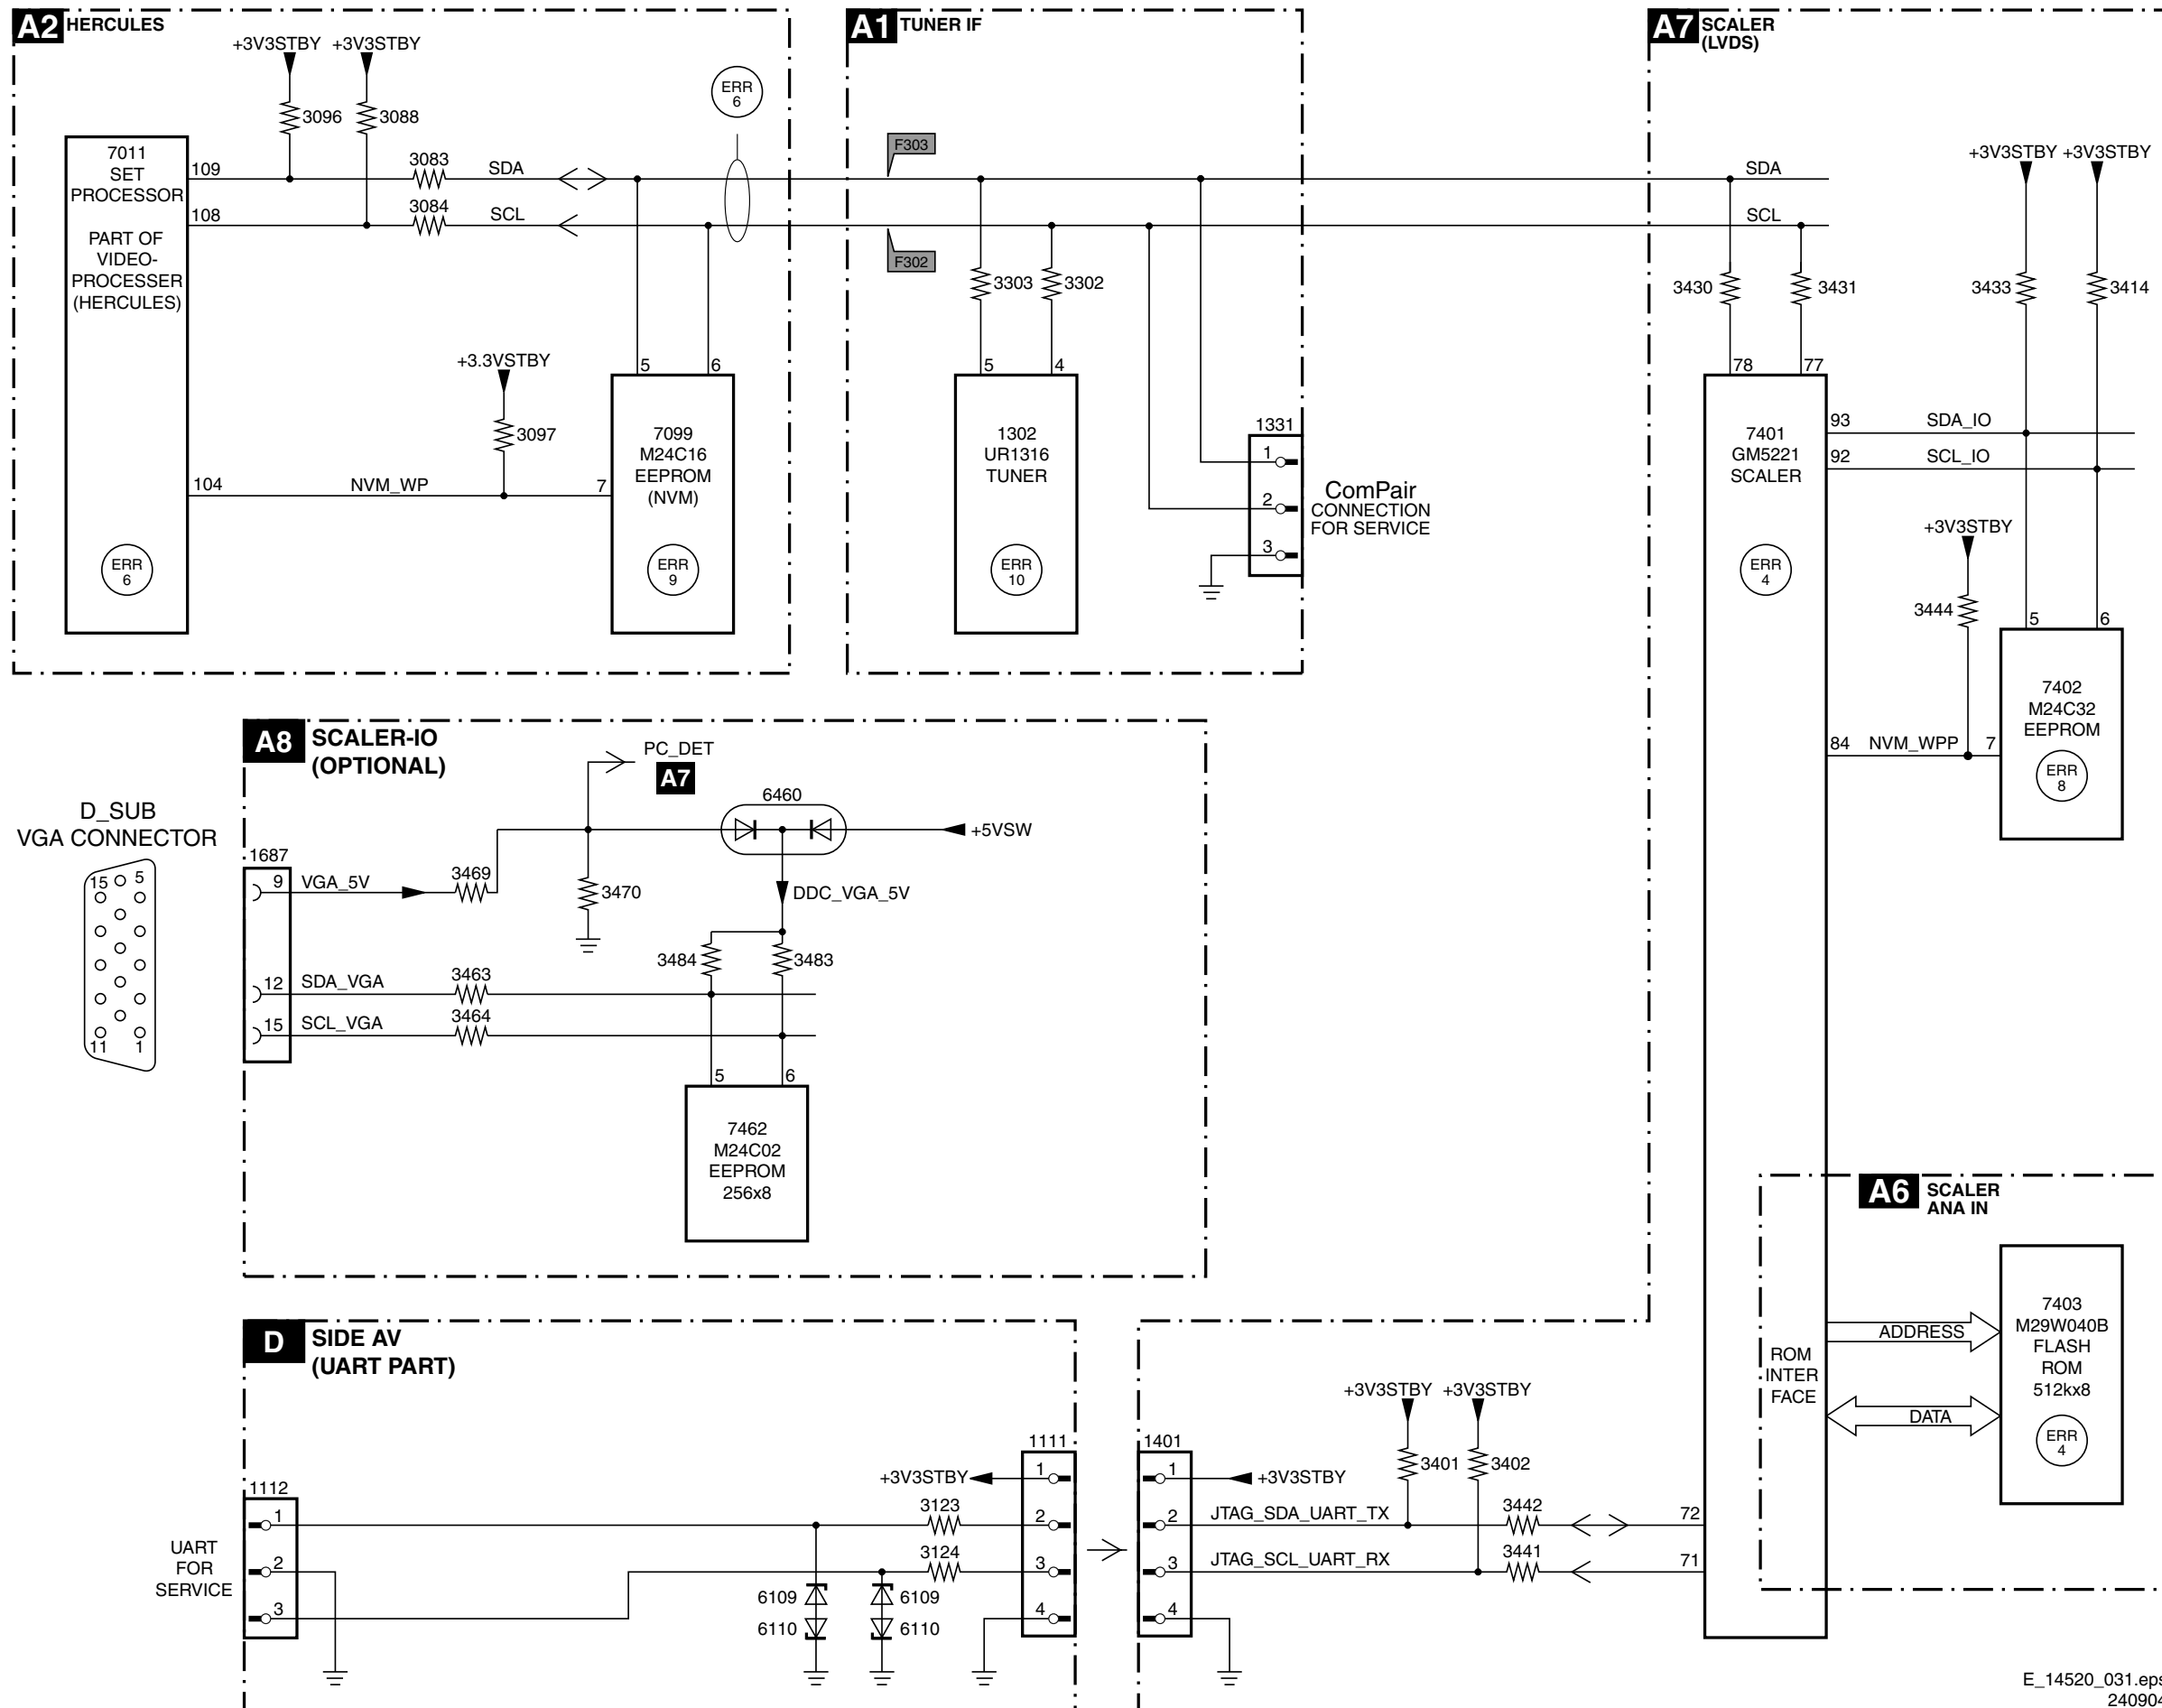 A2 HERCULES
+3V3STBY +3V3STBY
3096 3088
ERR
6
7011
SET
PROCESSOR
PART OF
VIDEO-
PROCESSER
(HERCULES)
109
3083
SDA
108
3084
SCL
+3.3VSTBY
3097
104
NVM_WP
7
5 6
7099
M24C16
EEPROM
(NVM)
ERR
6
ERR
9
A1 TUNER IF
F303
F302
3303 3302
5 4
1302
UR1316
TUNER
ERR
10
1331
1
2
3
ComPair
CONNECTION
FOR SERVICE
A7 SCALER
(LVDS)
SDA
SCL
+3V3STBY +3V3STBY
3430 3431
3433 3414
78 77
7401
GM5221
SCALER
ERR
4
93 SDA_IO
92 SCL_IO
+3V3STBY
3444
5 6
84 NVM_WPP 7
7402
M24C32
EEPROM
ERR
8
A8 SCALER-IO
(OPTIONAL)
PC_DET
A7
6460
+5VSW
D_SUB
VGA CONNECTOR
15 5
11 1
1687
9 VGA_5V
3469
3470
DDC_VGA_5V
3484 3483
12 SDA_VGA 3463
15 SCL_VGA 3464
5 6
7462
M24C02
EEPROM
256x8
A6 SCALER
ANA IN
ROM
INTER
FACE
ADDRESS
DATA
7403
M29W040B
FLASH
ROM
512kx8
ERR
4
D SIDE AV
(UART PART)
UART
FOR
SERVICE
1112
1
2
3
6109 6109
6110 6110
3123
3124
+3V3STBY
1111
1
2
3
4
1401
1
2
3
4
+3V3STBY
+3V3STBY +3V3STBY
3401 3402
JTAG_SDA_UART_TX 3442 72
JTAG_SCL_UART_RX 3441 71
E_14520_031.eps
240904